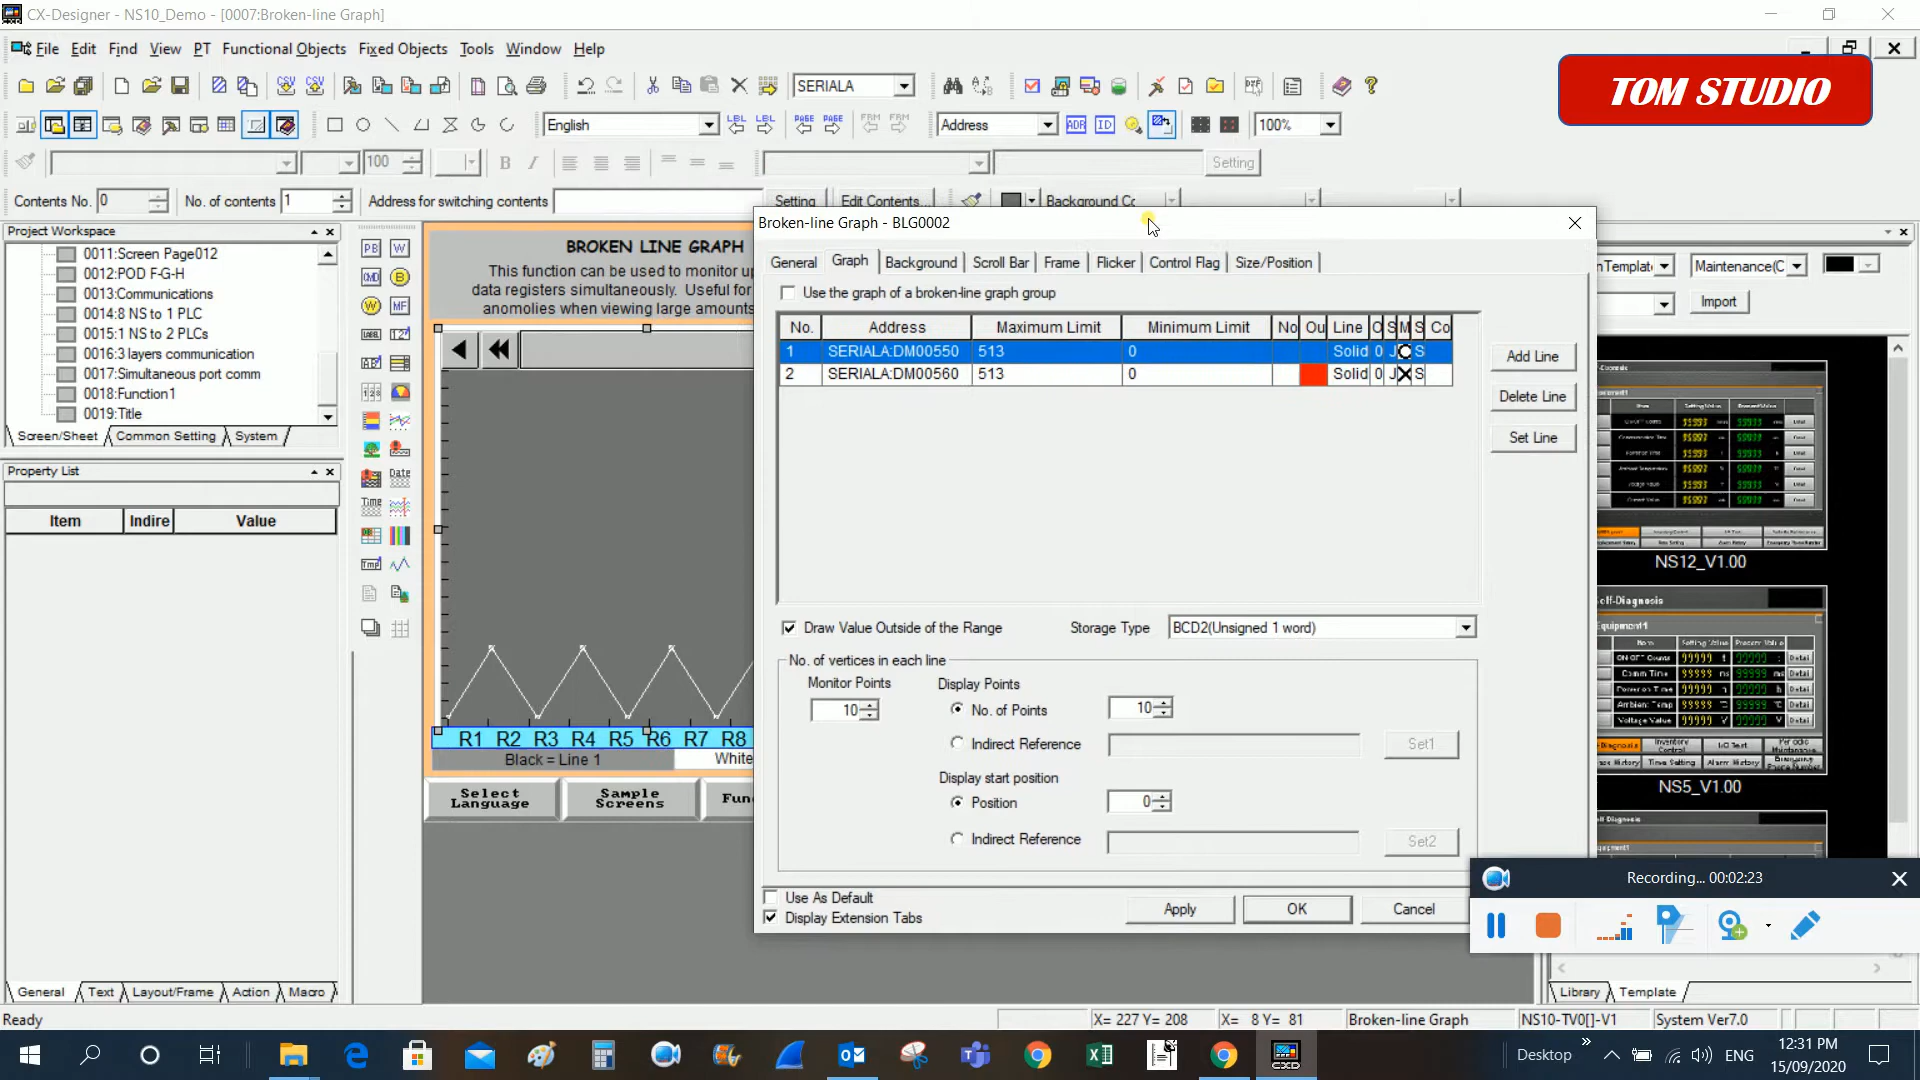 CX-Designer - NS10_Demo - [0007:Broken-line Graph]
File Edit Find View PT Functional Objects Fixed Objects Tools Window Help
TOM STUDIO
SERIALA
English
Address
100%
100
B I
Setting
Contents No. 0 No. of contents 1 Address for switching contents Setting Edit Contents...
Project Workspace
0011:Screen Page012
0012:POD F-G-H
0013:Communications
0014:8 NS to 1 PLC
0015:1 NS to 2 PLCs
0016:3 layers communication
0017:Simultaneous port comm
0018:Function1
0019:Title
Screen/Sheet Common Setting System
Property List
Item Indire Value
General Text Layout/Frame Action Macro
BROKEN LINE GRAPH
This function can be used to monitor up
data registers simultaneously. Useful for
anomolies when viewing large amounts
R1 R2 R3 R4 R5 R6 R7 R8
Black = Line 1 White
Select Language
Sample Screens
Fun
Broken-line Graph - BLG0002
General Graph Background Scroll Bar Frame Flicker Control Flag Size/Position
Use the graph of a broken-line graph group
No. Address Maximum Limit Minimum Limit No Ou Line O S M S Co
1 SERIALA:DM00550 513 0 Solid 0 J S
2 SERIALA:DM00560 513 0 Solid 0 J S
Add Line
Delete Line
Set Line
Draw Value Outside of the Range Storage Type BCD2(Unsigned 1 word)
No. of vertices in each line
Monitor Points Display Points
10 No. of Points 10
Indirect Reference Set1
Display start position
Position 0
Indirect Reference Set2
Use As Default
Display Extension Tabs
Apply OK Cancel
Maintenance(C
Import
NS12_V1.00
NS5_V1.00
Recording... 00:02:23
Library Template
Ready X= 227 Y= 208 X= 8 Y= 81 Broken-line Graph NS10-TV0[]-V1 System Ver7.0
Desktop ENG 12:31 PM
15/09/2020